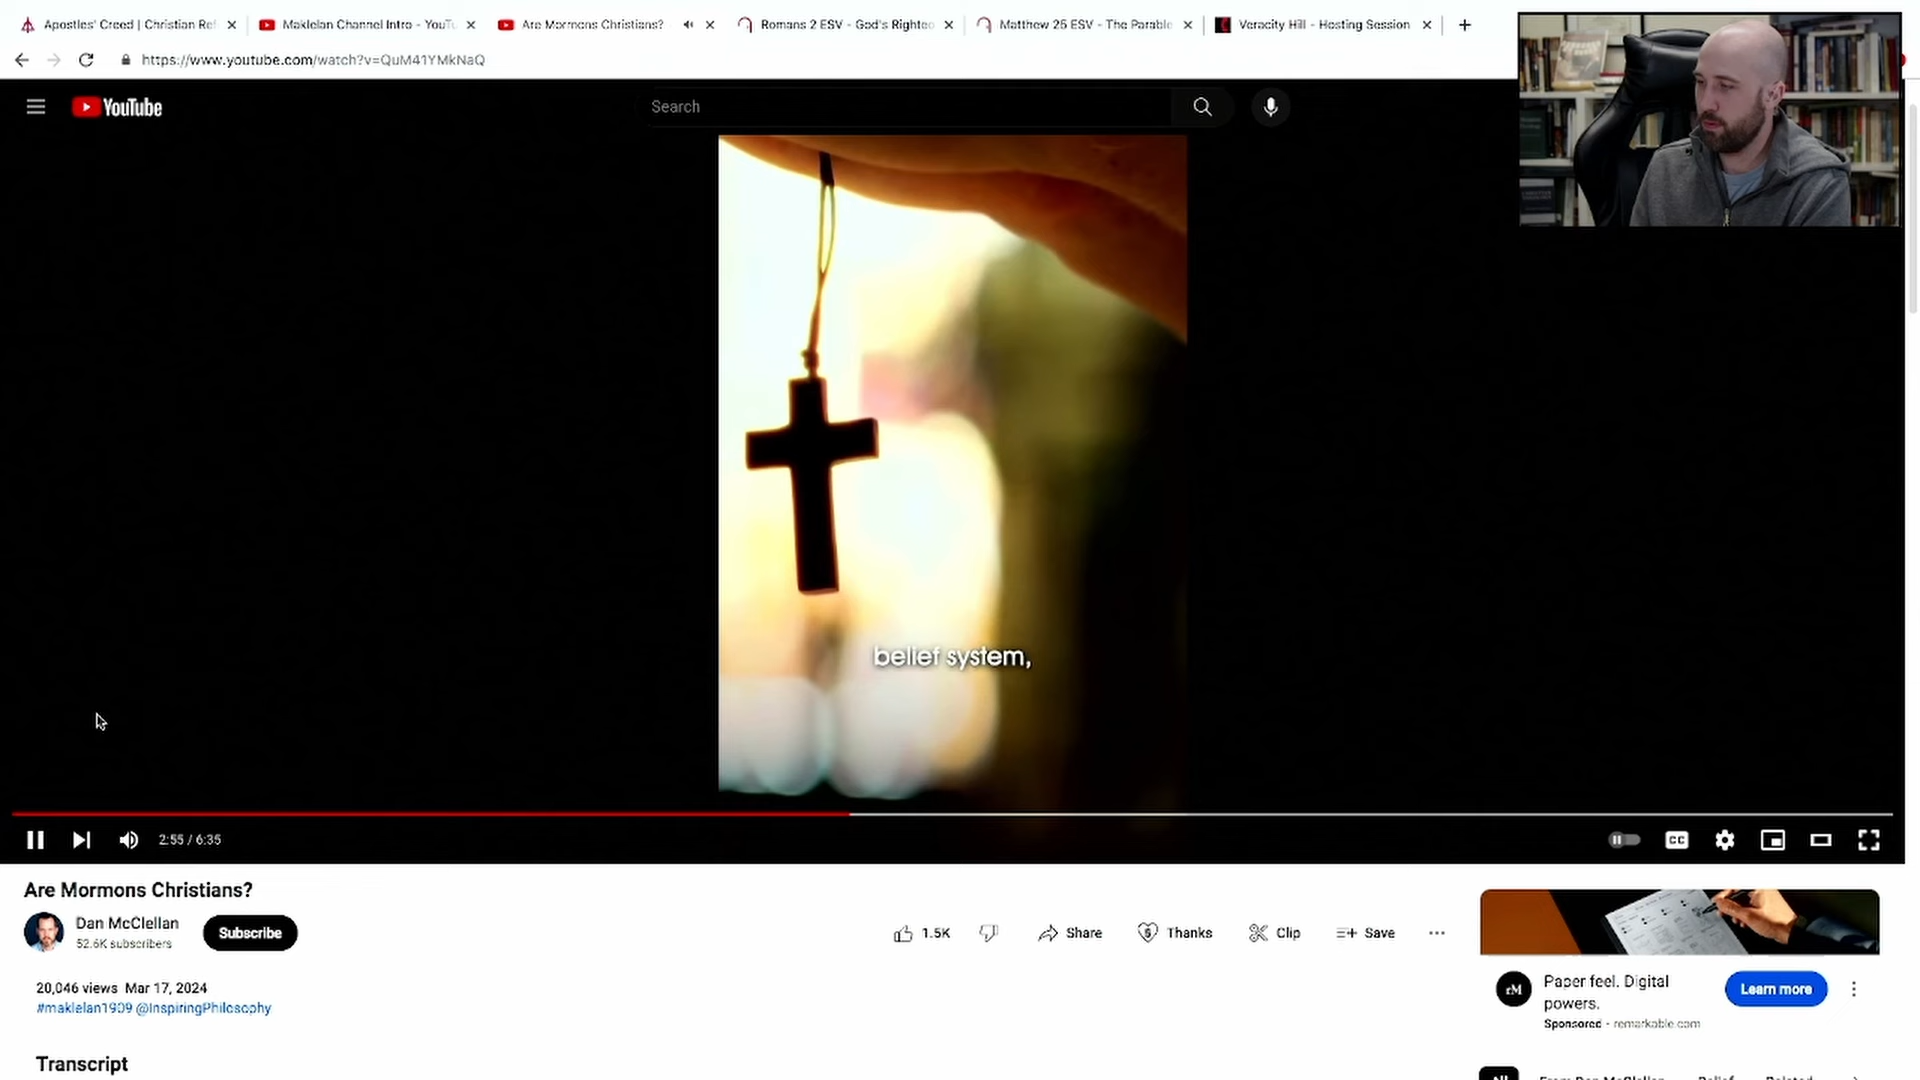 Apostles' Creed | Christian Ref
Maklelan Channel Intro - YouTu
Are Mormons Christians?
Romans 2 ESV - God's Righteo
Matthew 25 ESV - The Parable
Veracity Hill - Hosting Session
https://www.youtube.com/watch?v=QuM41YMkNaQ
YouTube
Search
belief system,
2:55 / 6:35
CC
Are Mormons Christians?
Dan McClellan
52.6K subscribers
Subscribe
1.5K
Share
Thanks
Clip
Save
20,046 views Mar 17, 2024
#maklelan1909 @InspiringPhilosophy
Transcript
rM
Paper feel. Digital
powers.
Sponsored · remarkable.com
Learn more